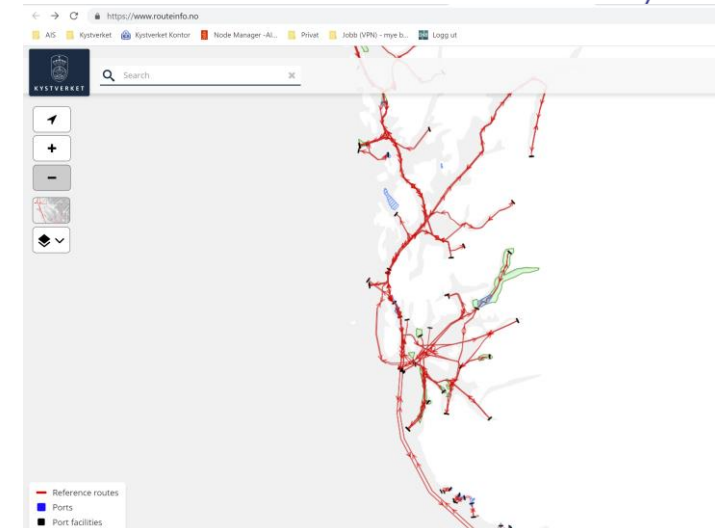 https://www.routeinfo.no
AIS Kystverket Kystverket Kontor Node Manager -Al... Privat Jobb (VPN) - mye b... Logg ut
KYSTVERKET
Search
Reference routes
Ports
Port facilities